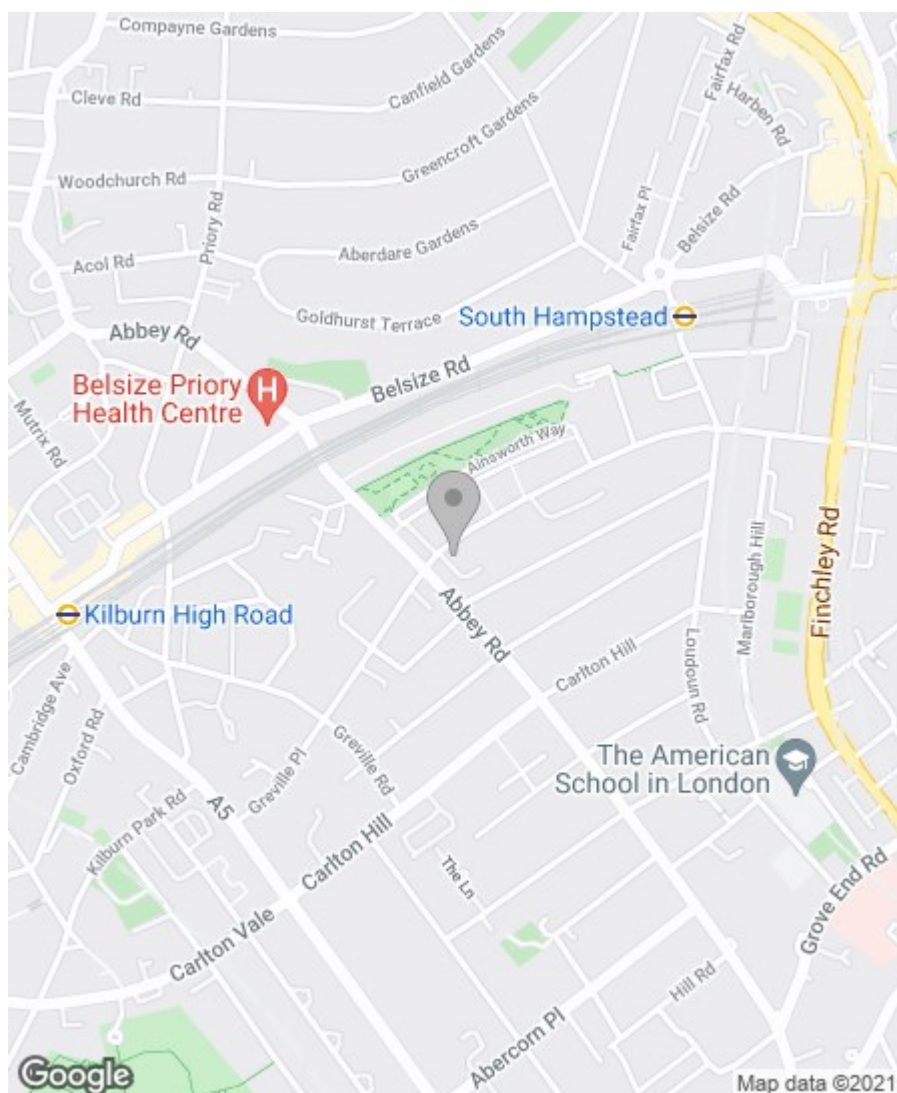 Compayne Gardens
Fairfax Rd
Cleve Rd
Canfield Gardens
Harben Rd
Greencroft Gardens
Woodchurch Rd
Priory Rd
Fairfax Pl
Belsize Rd
Aberdare Gardens
Acol Rd
Goldhurst Terrace
South Hampstead
Abbey Rd
Belsize Rd
Belsize Priory
Health Centre
H
Mutrix Rd
Ainsworth Way
Marlborough Hill
Finchley Rd
Kilburn High Road
Abbey Rd
Carlton Hill
Loudoun Rd
Cambridge Ave
Oxford Rd
Greville Pl
Greville Rd
The American
School in London
Kilburn Park Rd
A5
Carlton Hill
The Ln
Grove End Rd
Carlton Vale
Hill Rd
Abercorn Pl
Google
Map data ©2021